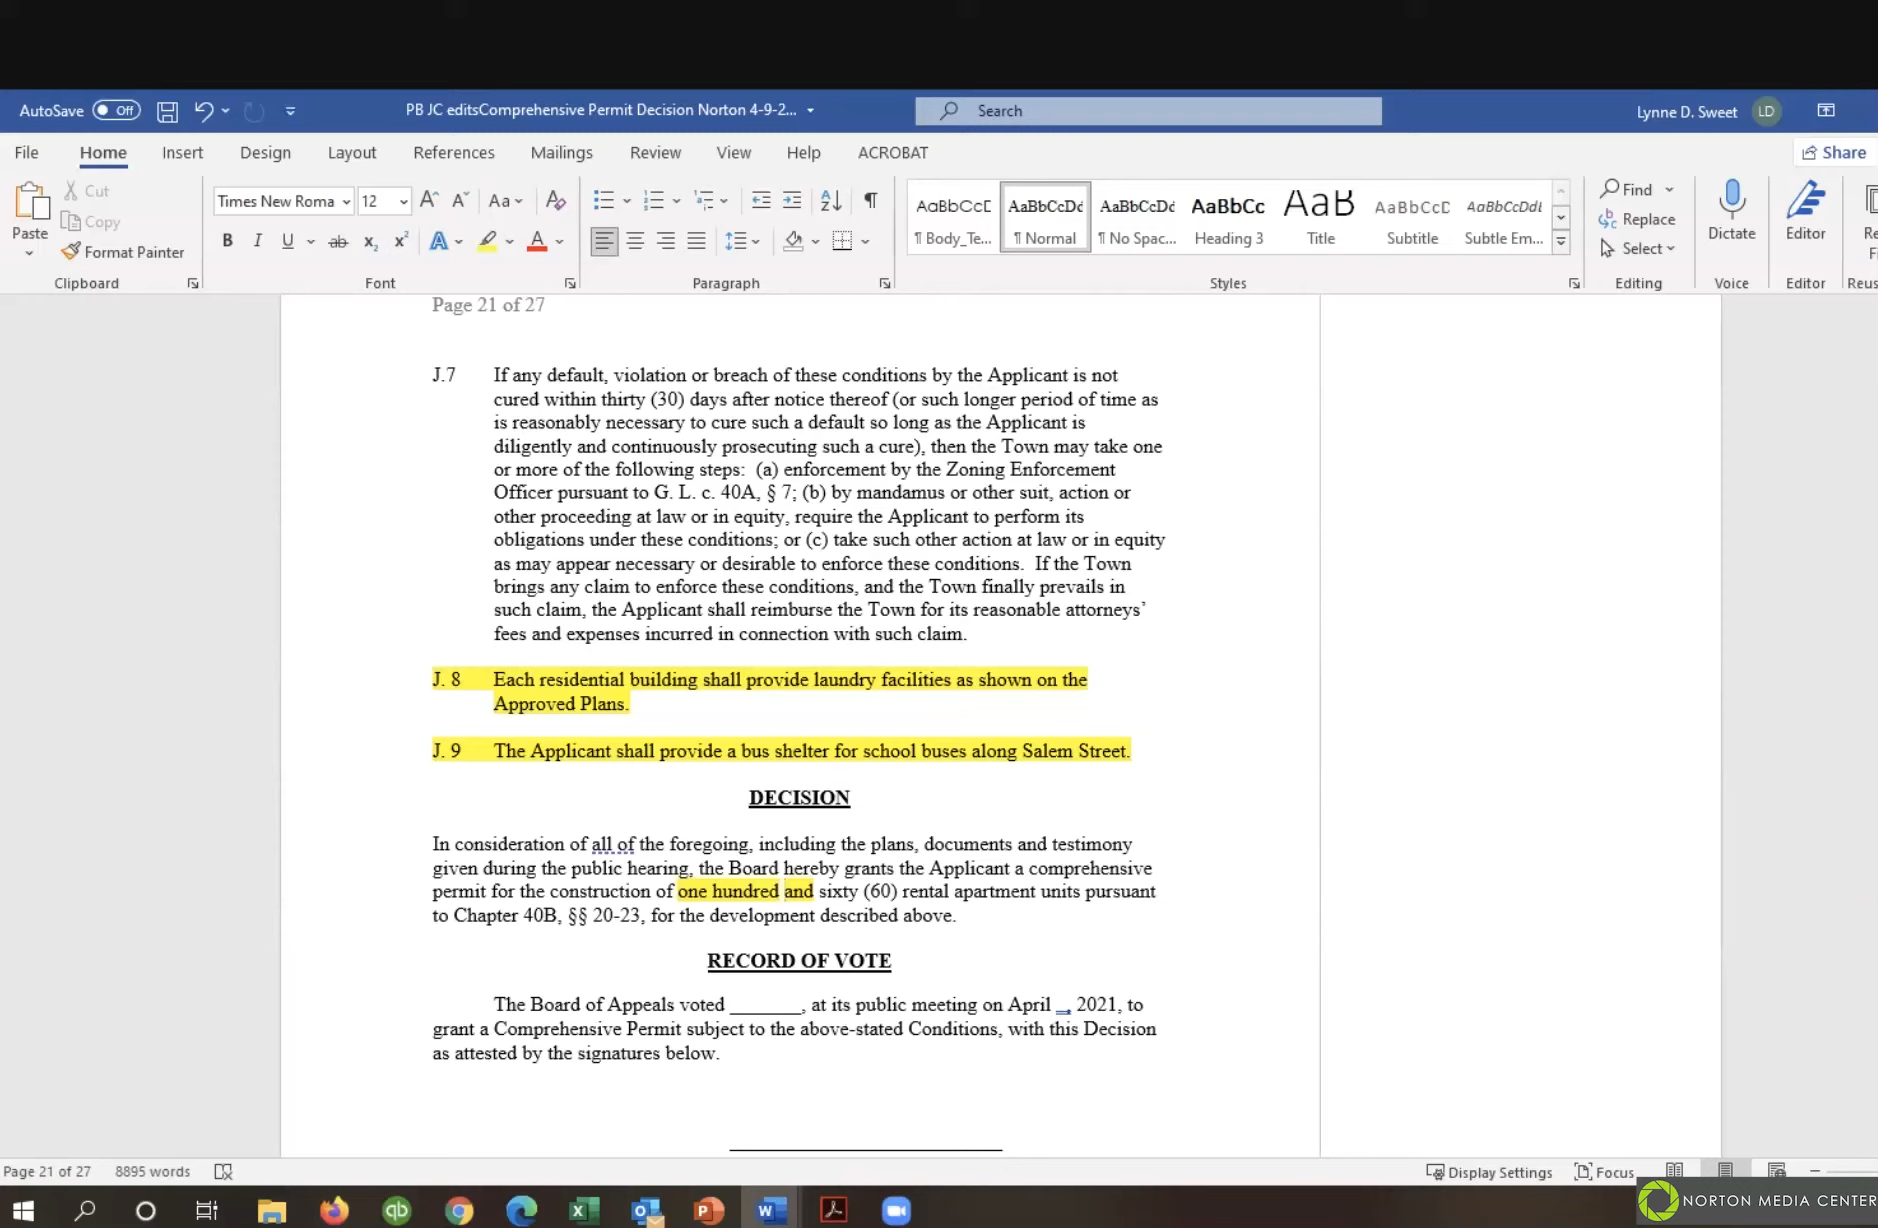 AutoSave Off PB JC editsComprehensive Permit Decision Norton 4-9-2... Search Lynne D. Sweet LD
File Home Insert Design Layout References Mailings Review View Help ACROBAT Share
Cut
Copy
Paste
Format Painter
Clipboard
Times New Roma 12 A A Aa A
B I U ab x₂ x² A A
Font
Paragraph
AaBbCcD AaBbCcDd AaBbCcDd AaBbCc AaB AaBbCcD AaBbCcDd
¶ Body_Te... ¶ Normal ¶ No Spac... Heading 3 Title Subtitle Subtle Em...
Styles
Find
Replace
Select
Editing
Dictate
Voice
Editor
Editor
Re
Fi
Reus
Page 21 of 27
J.7 If any default, violation or breach of these conditions by the Applicant is not
cured within thirty (30) days after notice thereof (or such longer period of time as
is reasonably necessary to cure such a default so long as the Applicant is
diligently and continuously prosecuting such a cure), then the Town may take one
or more of the following steps: (a) enforcement by the Zoning Enforcement
Officer pursuant to G. L. c. 40A, § 7; (b) by mandamus or other suit, action or
other proceeding at law or in equity, require the Applicant to perform its
obligations under these conditions; or (c) take such other action at law or in equity
as may appear necessary or desirable to enforce these conditions. If the Town
brings any claim to enforce these conditions, and the Town finally prevails in
such claim, the Applicant shall reimburse the Town for its reasonable attorneys’
fees and expenses incurred in connection with such claim.
J. 8 Each residential building shall provide laundry facilities as shown on the
Approved Plans.
J. 9 The Applicant shall provide a bus shelter for school buses along Salem Street.
DECISION
In consideration of all of the foregoing, including the plans, documents and testimony
given during the public hearing, the Board hereby grants the Applicant a comprehensive
permit for the construction of one hundred and sixty (60) rental apartment units pursuant
to Chapter 40B, §§ 20-23, for the development described above.
RECORD OF VOTE
The Board of Appeals voted _______, at its public meeting on April _, 2021, to
grant a Comprehensive Permit subject to the above-stated Conditions, with this Decision
as attested by the signatures below.
Page 21 of 27 8895 words Display Settings Focus
NORTON MEDIA CENTER